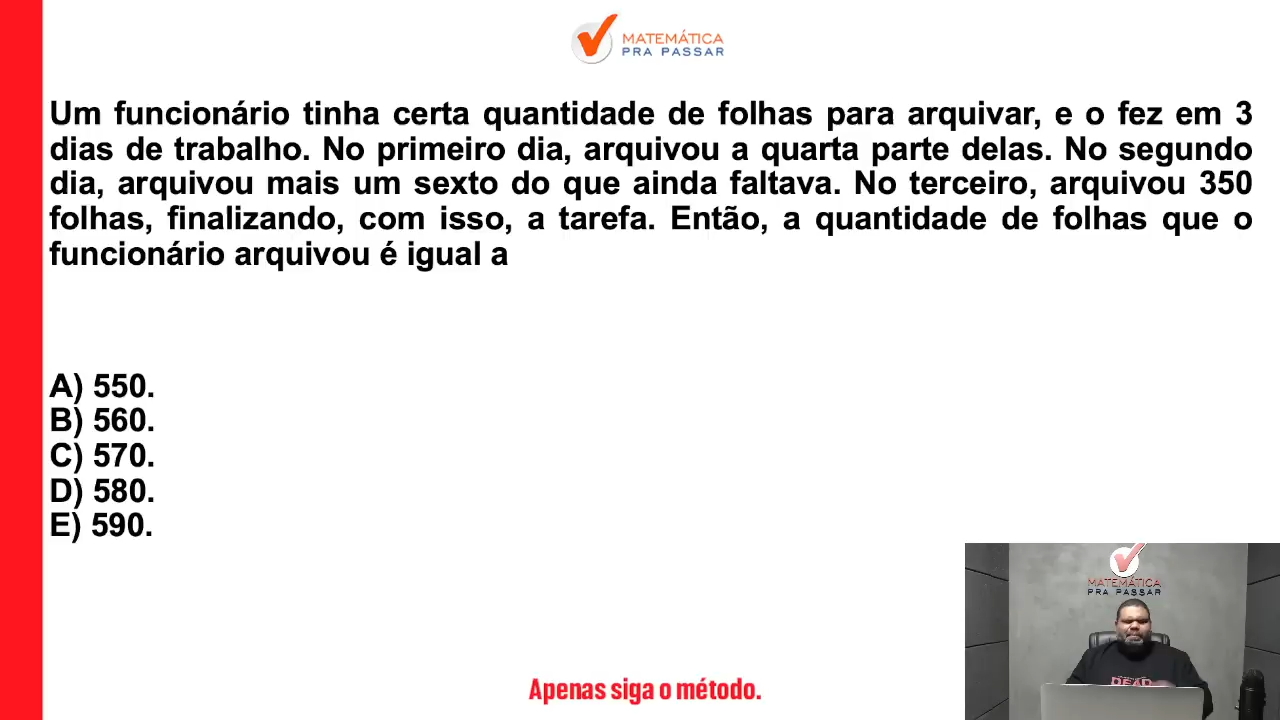 MATEMÁTICA
PRA PASSAR
Um funcionário tinha certa quantidade de folhas para arquivar, e o fez em 3
dias de trabalho. No primeiro dia, arquivou a quarta parte delas. No segundo
dia, arquivou mais um sexto do que ainda faltava. No terceiro, arquivou 350
folhas, finalizando, com isso, a tarefa. Então, a quantidade de folhas que o
funcionário arquivou é igual a
A) 550.
B) 560.
C) 570.
D) 580.
E) 590.
MATEMÁTICA
PRA PASSAR
DEAD
Apenas siga o método.